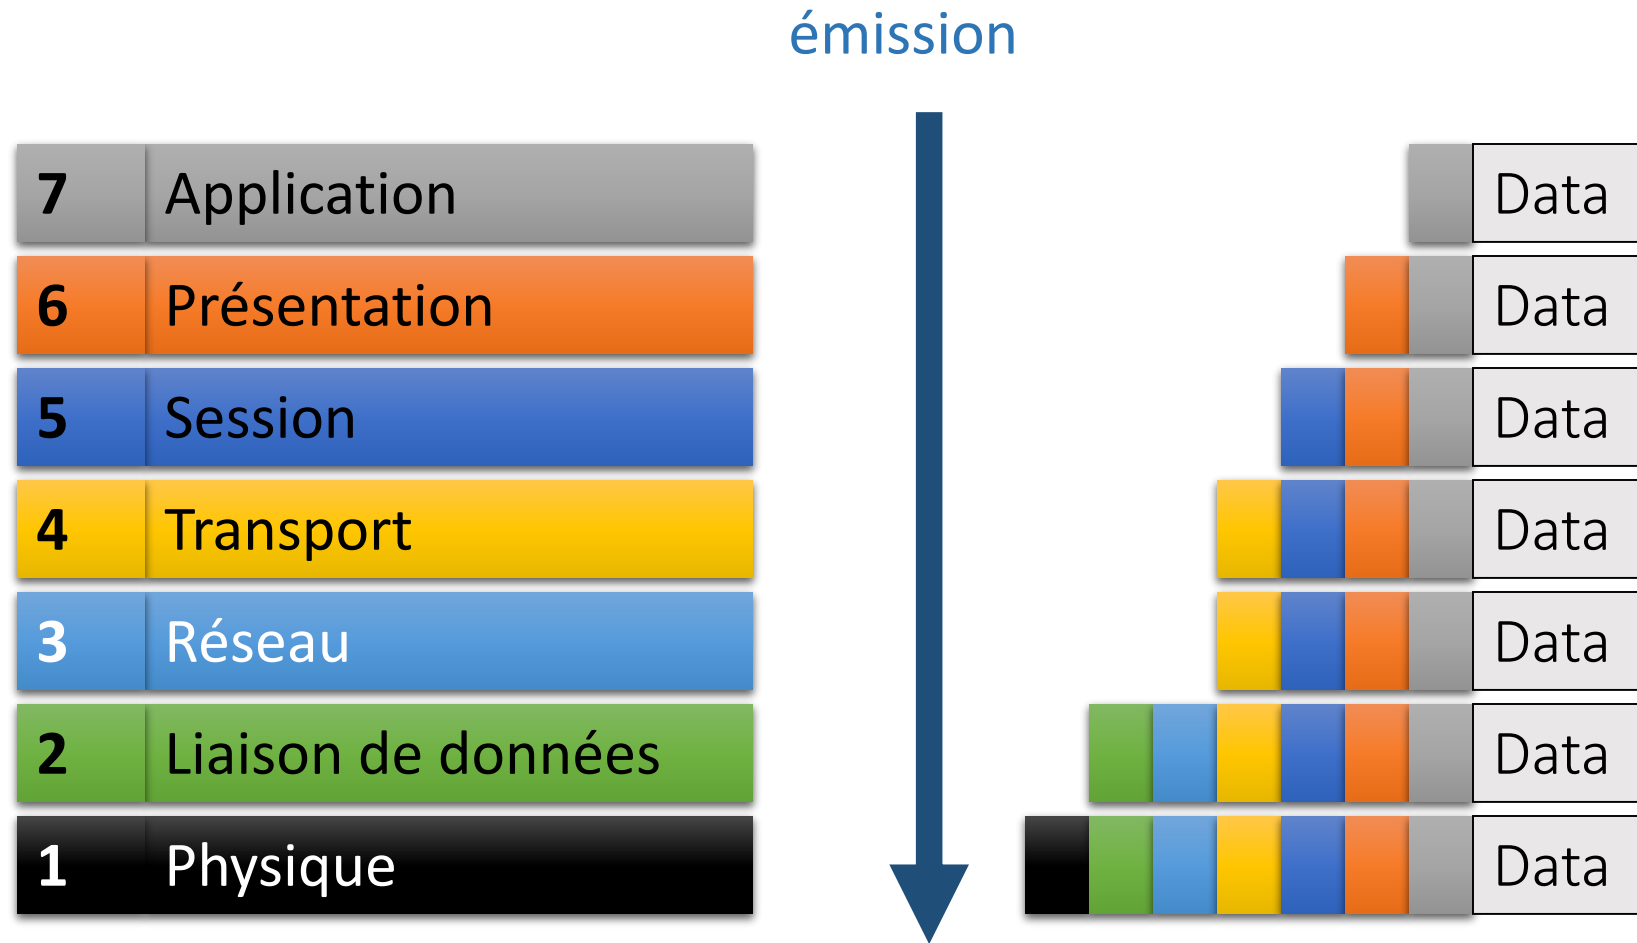 émission
7 Application Data
6 Présentation Data
5 Session Data
4 Transport Data
3 Réseau Data
2 Liaison de données Data
1 Physique Data